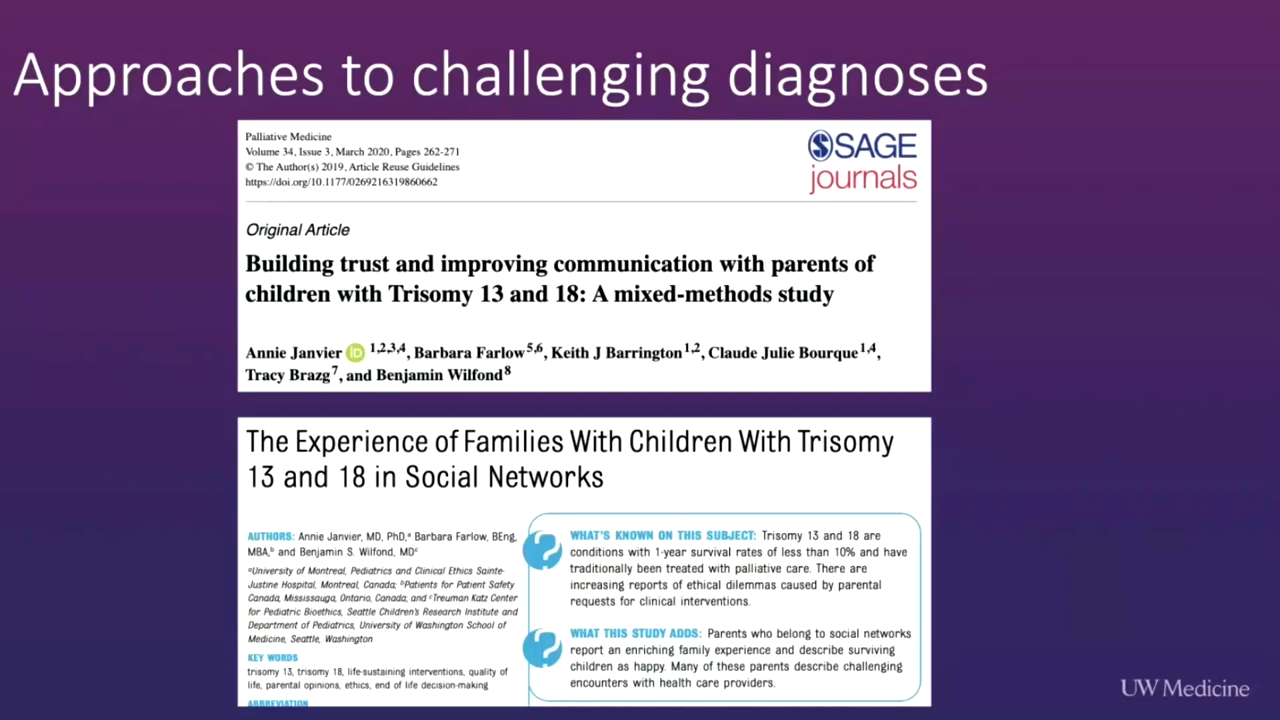 Approaches to challenging diagnoses
Palliative Medicine
Volume 34, Issue 3, March 2020, Pages 262-271
© The Author(s) 2019, Article Reuse Guidelines
https://doi.org/10.1177/0269216319860662
SAGE
journals
Original Article
Building trust and improving communication with parents of
children with Trisomy 13 and 18: A mixed-methods study
Annie Janvier iD 1,2,3,4, Barbara Farlow5,6, Keith J Barrington1,2, Claude Julie Bourque1,4,
Tracy Brazg7, and Benjamin Wilfond8
The Experience of Families With Children With Trisomy
13 and 18 in Social Networks
AUTHORS: Annie Janvier, MD, PhD,a Barbara Farlow, BEng,
MBA,b and Benjamin S. Wilfond, MDc
aUniversity of Montreal, Pediatrics and Clinical Ethics Sainte-
Justine Hospital, Montreal, Canada; bPatients for Patient Safety
Canada, Mississauga, Ontario, Canada; and cTreuman Katz Center
for Pediatric Bioethics, Seattle Children's Research Institute and
Department of Pediatrics, University of Washington School of
Medicine, Seattle, Washington
KEY WORDS
trisomy 13, trisomy 18, life-sustaining interventions, quality of
life, parental opinions, ethics, end of life decision-making
ABBREVIATION
WHAT'S KNOWN ON THIS SUBJECT: Trisomy 13 and 18 are
conditions with 1-year survival rates of less than 10% and have
traditionally been treated with palliative care. There are
increasing reports of ethical dilemmas caused by parental
requests for clinical interventions.
WHAT THIS STUDY ADDS: Parents who belong to social networks
report an enriching family experience and describe surviving
children as happy. Many of these parents describe challenging
encounters with health care providers.
UW Medicine